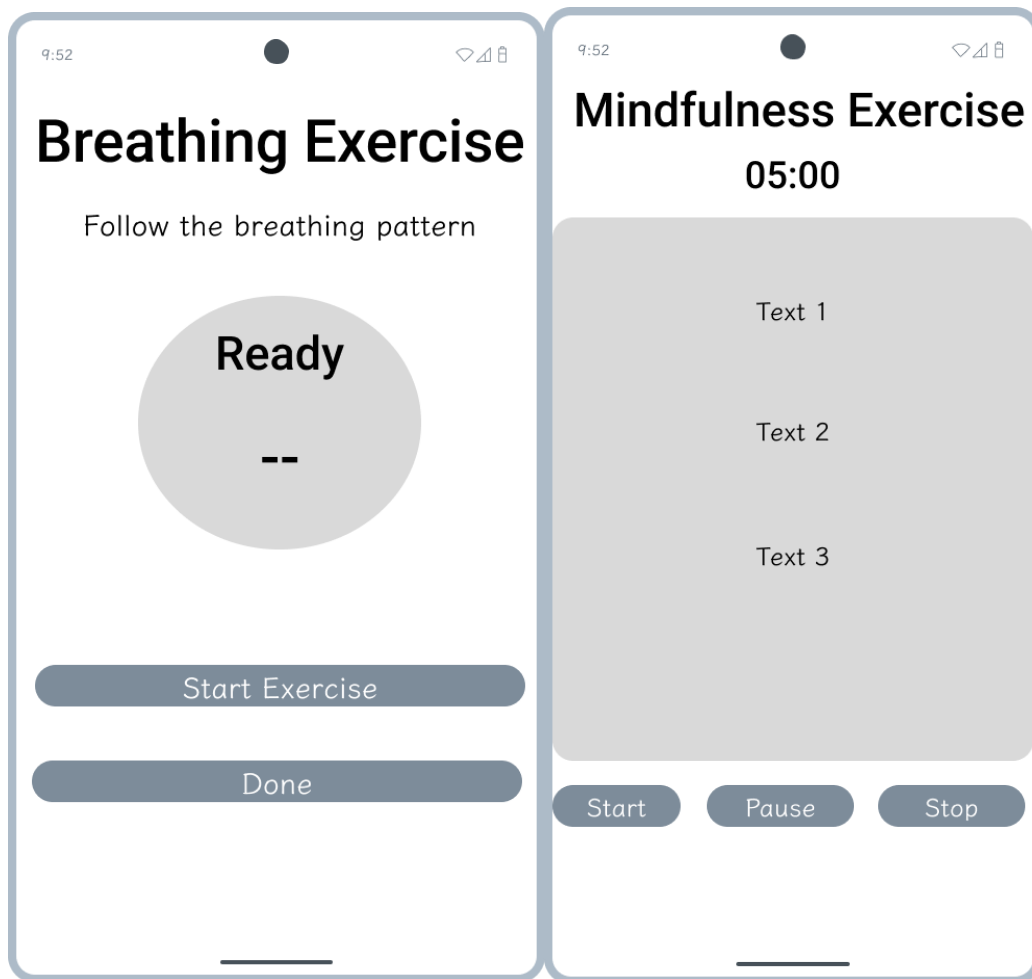 9:52
Breathing Exercise
Follow the breathing pattern
Ready
--
Start Exercise
Done
9:52
Mindfulness Exercise
05:00
Text 1
Text 2
Text 3
Start
Pause
Stop